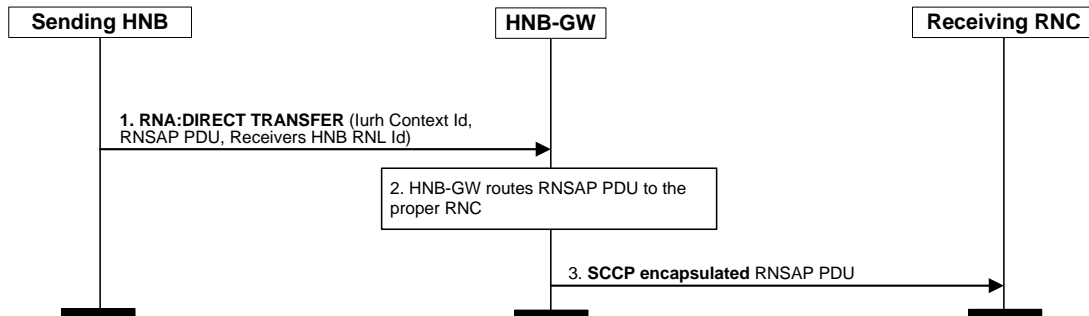 Sending HNB
HNB-GW
Receiving RNC
1. RNA:DIRECT TRANSFER (Iurh Context Id,
RNSAP PDU, Receivers HNB RNL Id)
2. HNB-GW routes RNSAP PDU to the
proper RNC
3. SCCP encapsulated RNSAP PDU